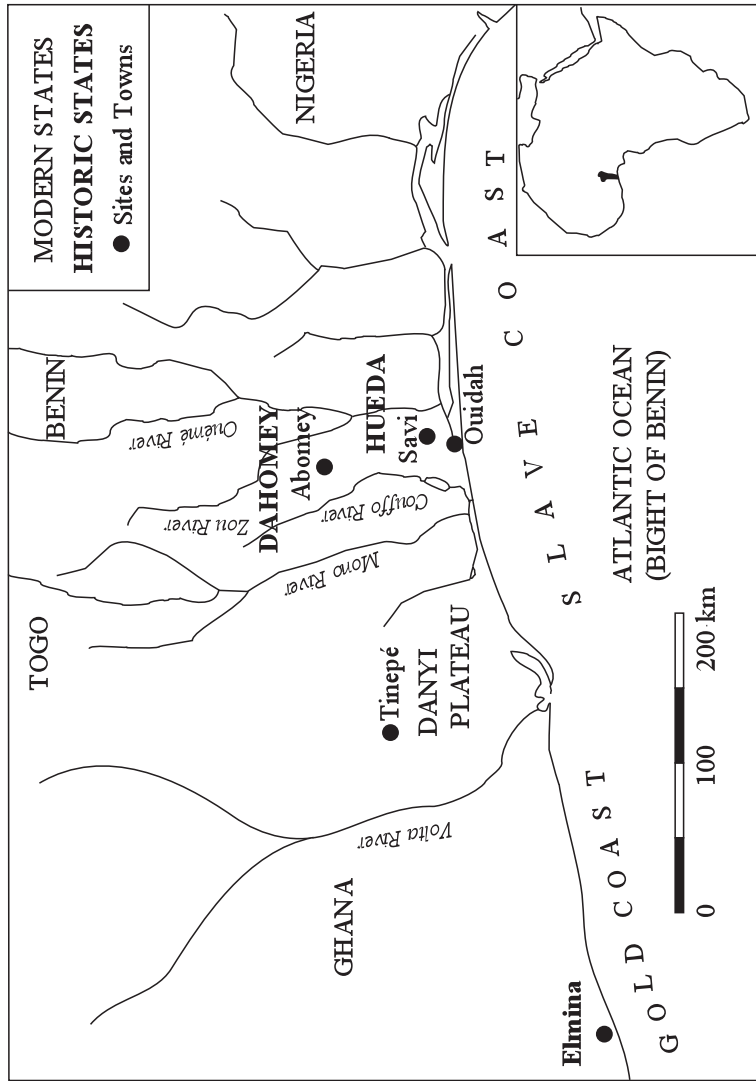 MODERN STATES
HISTORIC STATES
Sites and Towns
TOGO
BENIN
NIGERIA
GHANA
Ouémé River
Zou River
DAHOMEY
Abomey
Couffo River
Mono River
HUEDA
Savi
Ouidah
Tinepé
DANYI
PLATEAU
Volta River
Elmina
GOLD COAST
SLAVE COAST
ATLANTIC OCEAN
(BIGHT OF BENIN)
0 100 200 km